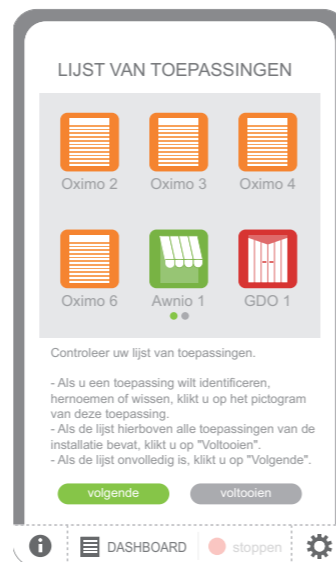 LIJST VAN TOEPASSINGEN
Oximo 2 Oximo 3 Oximo 4
Oximo 6 Awnio 1 GDO 1
Controleer uw lijst van toepassingen.
- Als u een toepassing wilt identificeren,
hernoemen of wissen, klikt u op het pictogram
van deze toepassing.
- Als de lijst hierboven alle toepassingen van de
installatie bevat, klikt u op "Voltooien".
- Als de lijst onvolledig is, klikt u op "Volgende".
volgende voltooien
DASHBOARD stoppen